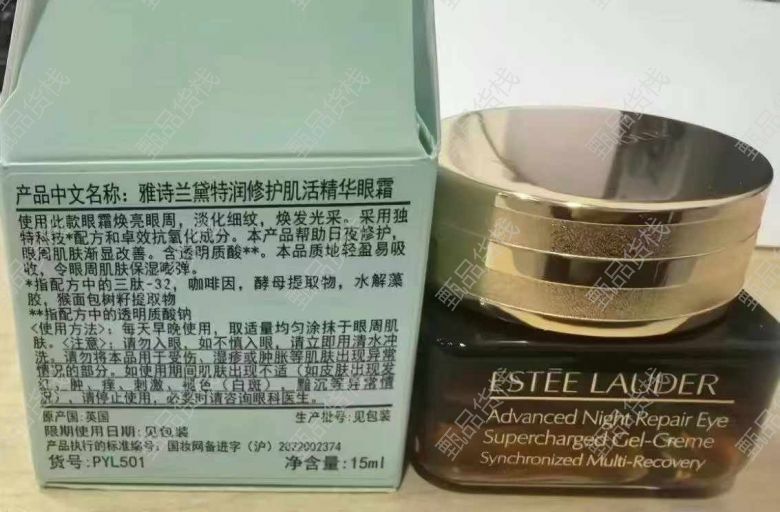 产品中文名称：雅诗兰黛特润修护肌活精华眼霜
使用此款眼霜焕亮眼周，淡化细纹，焕发光采。采用独
特科技*配方和卓效抗氧化成分。本产品帮助日夜修护，
眼周肌肤渐显改善。含透明质酸**。本品质地轻盈易吸
收，令眼周肌肤保湿嘭弹。
*指配方中的三肽-32，咖啡因，酵母提取物，水解藻
胶，猴面包树籽提取物
**指配方中的透明质酸钠
<使用方法>：每天早晚使用，取适量均匀涂抹于眼周肌
肤。<注意>：请勿入眼，如不慎入眼，请立即用清水冲
洗。请勿将本品用于受伤、湿疹或肿胀等肌肤出现异常
情况的部分。如使用期间肌肤出现不适（如皮肤出现发
红、肿、痒、刺激、褪色（白斑）、黯沉等异常情
况），请停止使用，必要时请咨询眼科医生。
原产国：英国 生产批号：见包装
限期使用日期：见包装
产品执行的标准编号：国妆网备进字（沪）2022002374
货号：PYL501 净含量：15ml
ESTĒE LAUDER
Advanced Night Repair Eye
Supercharged Gel-Creme
Synchronized Multi-Recovery
甄品货栈